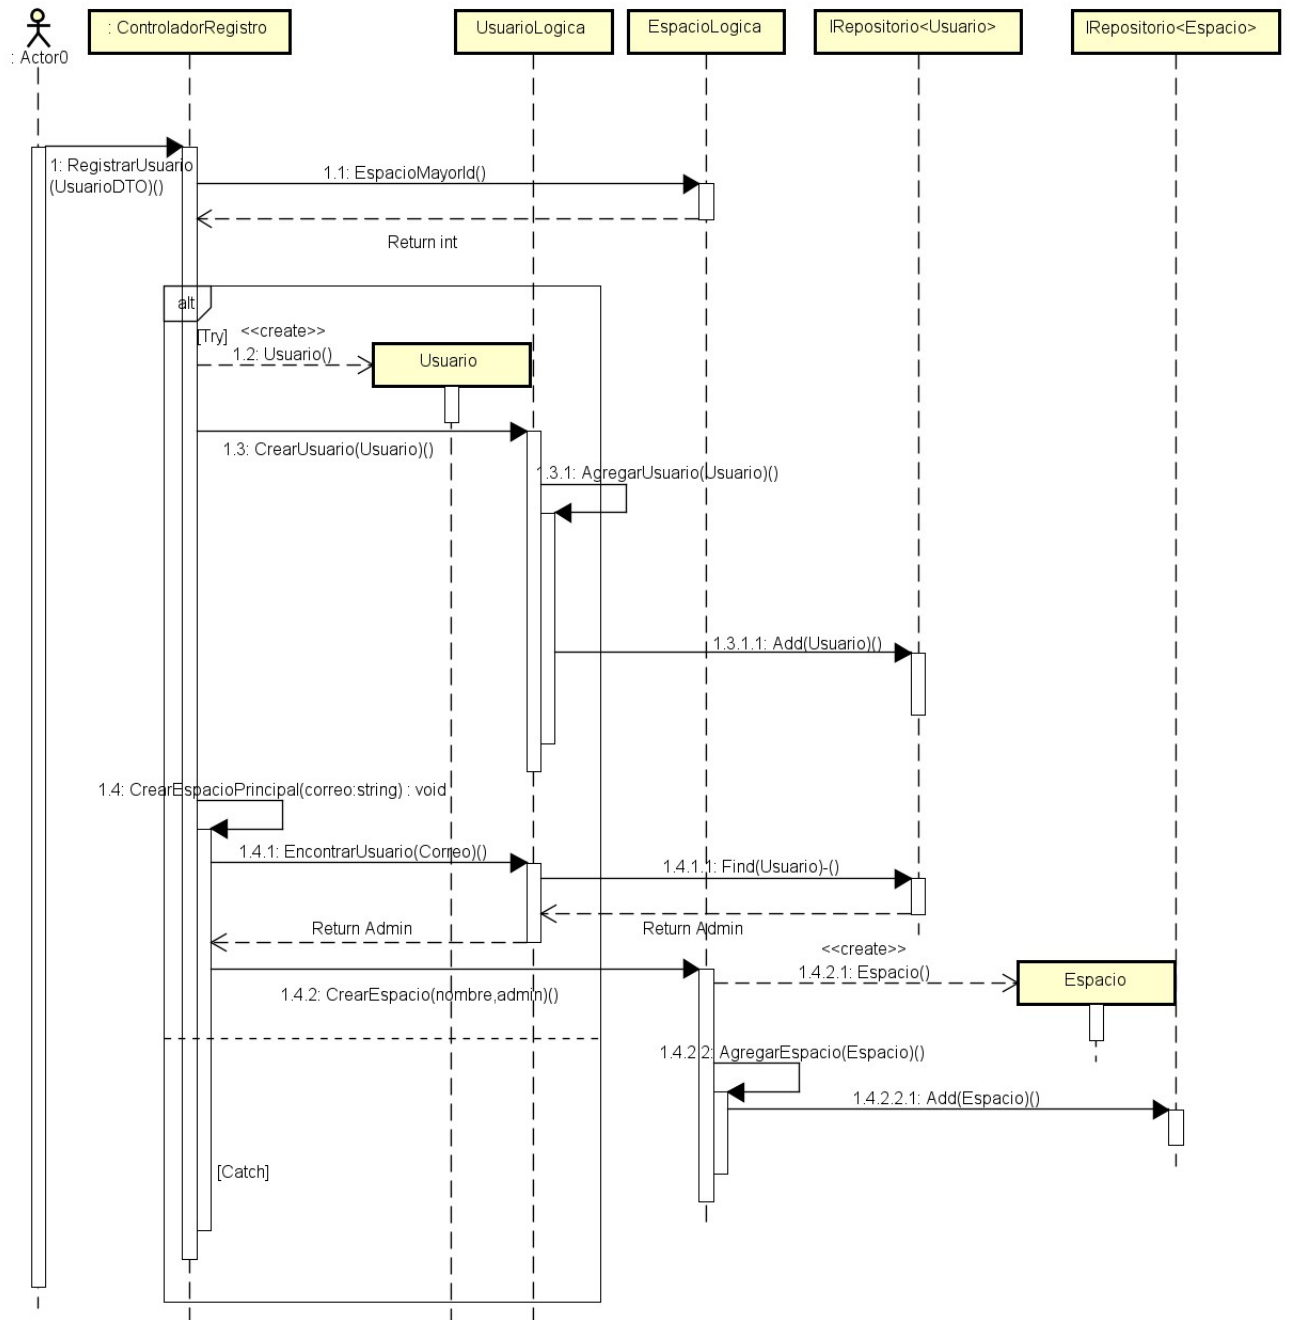 : Actor0
: ControladorRegistro
UsuarioLogica
EspacioLogica
IRepositorio<Usuario>
IRepositorio<Espacio>
1: RegistrarUsuario
(UsuarioDTO)()
1.1: EspacioMayorId()
Return int
alt
[Try]
<<create>>
1.2: Usuario()
Usuario
1.3: CrearUsuario(Usuario)()
1.3.1: AgregarUsuario(Usuario)()
1.3.1.1: Add(Usuario)()
1.4: CrearEspacioPrincipal(correo:string) : void
1.4.1: EncontrarUsuario(Correo)()
1.4.1.1: Find(Usuario)-()
Return Admin
Return Admin
<<create>>
1.4.2.1: Espacio()
Espacio
1.4.2: CrearEspacio(nombre,admin)()
1.4.2.2: AgregarEspacio(Espacio)()
1.4.2.2.1: Add(Espacio)()
[Catch]